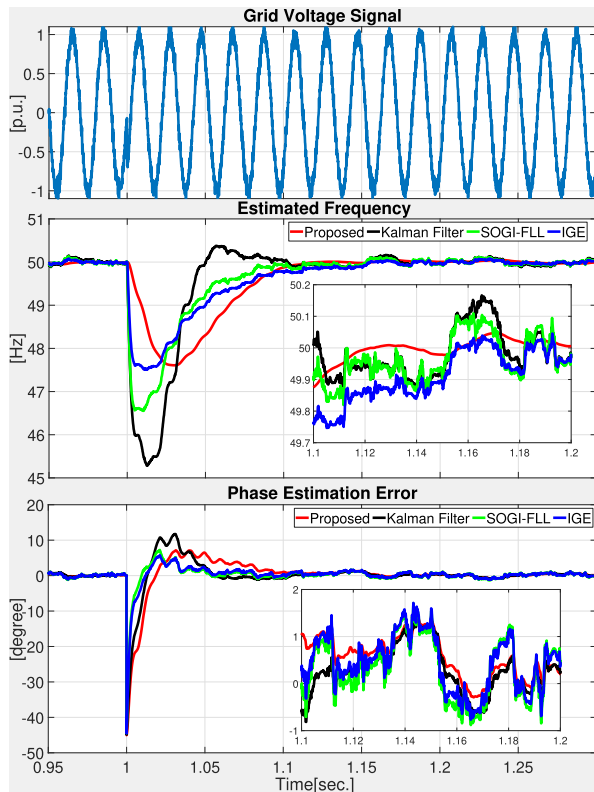 Grid Voltage Signal
1
0.5
0
-0.5
-1
[p.u.]
Estimated Frequency
51
50
49
48
47
46
45
[Hz]
Proposed Kalman Filter SOGI-FLL IGE
50.2
50.1
50
49.9
49.8
49.7
1.1 1.12 1.14 1.16 1.18 1.2
Phase Estimation Error
20
10
0
10
-20
-30
-40
-50
[degree]
Proposed Kalman Filter SOGI-FLL IGE
2
1
0
-1
1.1 1.12 1.14 1.16 1.18 1.2
0.95 1 1.05 1.1 1.15 1.2 1.25
Time[sec.]